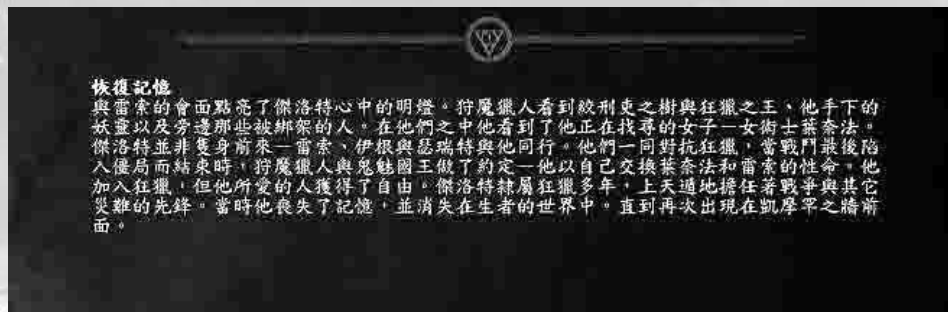 恢復記憶
與雷索的會面點亮了傑洛特心中的明燈。狩魔獵人看到絞刑吏之樹與狂獵之王、他手下的
妖靈以及旁邊那些被綁架的人。在他們之中他看到了他正在找尋的女子—女術士葉奈法。
傑洛特並非隻身前來—雷索、伊根與瑟瑞特與他同行。他們一同對抗狂獵，當戰鬥最後陷
入僵局而結束時，狩魔獵人與鬼魅國王做了約定—他以自己交換葉奈法和雷索的性命。他
加入狂獵，但他所愛的人獲得了自由。傑洛特隸屬狂獵多年，上天遁地擔任著戰爭與其它
災難的先鋒。當時他喪失了記憶，並消失在生者的世界中。直到再次出現在凱摩罕之牆前
面。